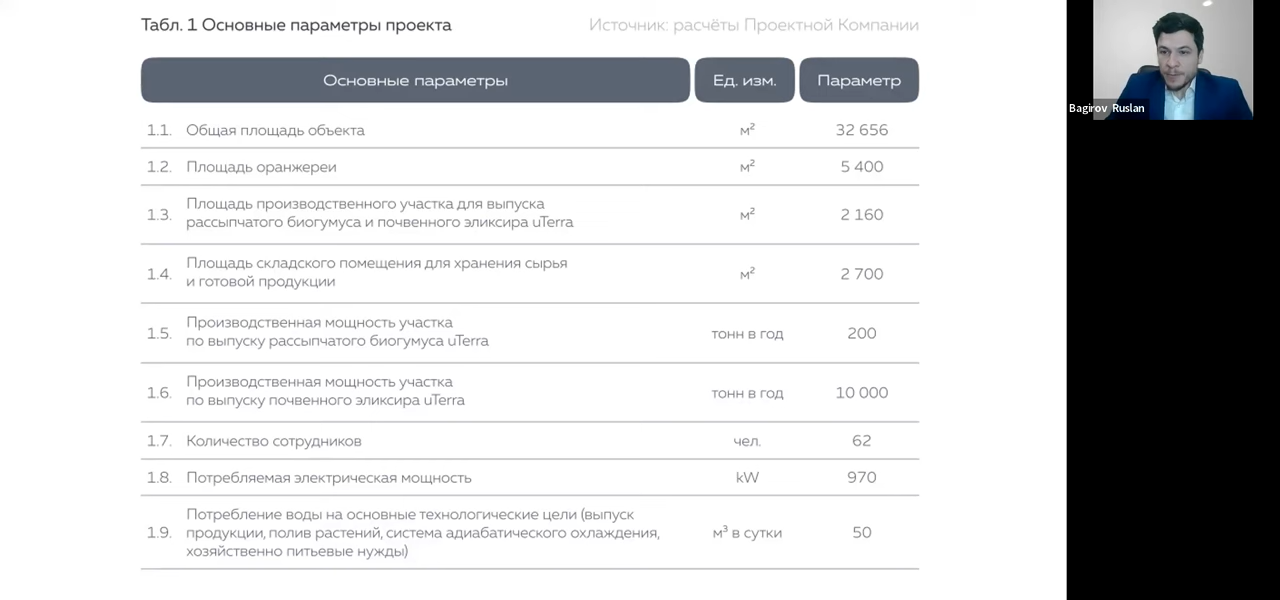 Табл. 1 Основные параметры проекта
Источник: расчёты Проектной Компании
Основные параметры Ед. изм. Параметр
1.1. Общая площадь объекта м² 32 656
1.2. Площадь оранжереи м² 5 400
1.3. Площадь производственного участка для выпуска
рассыпчатого биогумуса и почвенного эликсира uTerra м² 2 160
1.4. Площадь складского помещения для хранения сырья
и готовой продукции м² 2 700
1.5. Производственная мощность участка
по выпуску рассыпчатого биогумуса uTerra тонн в год 200
1.6. Производственная мощность участка
по выпуску почвенного эликсира uTerra тонн в год 10 000
1.7. Количество сотрудников чел. 62
1.8. Потребляемая электрическая мощность kW 970
1.9. Потребление воды на основные технологические цели (выпуск
продукции, полив растений, система адиабатического охлаждения,
хозяйственно питьевые нужды) м³ в сутки 50
Bagirov Ruslan